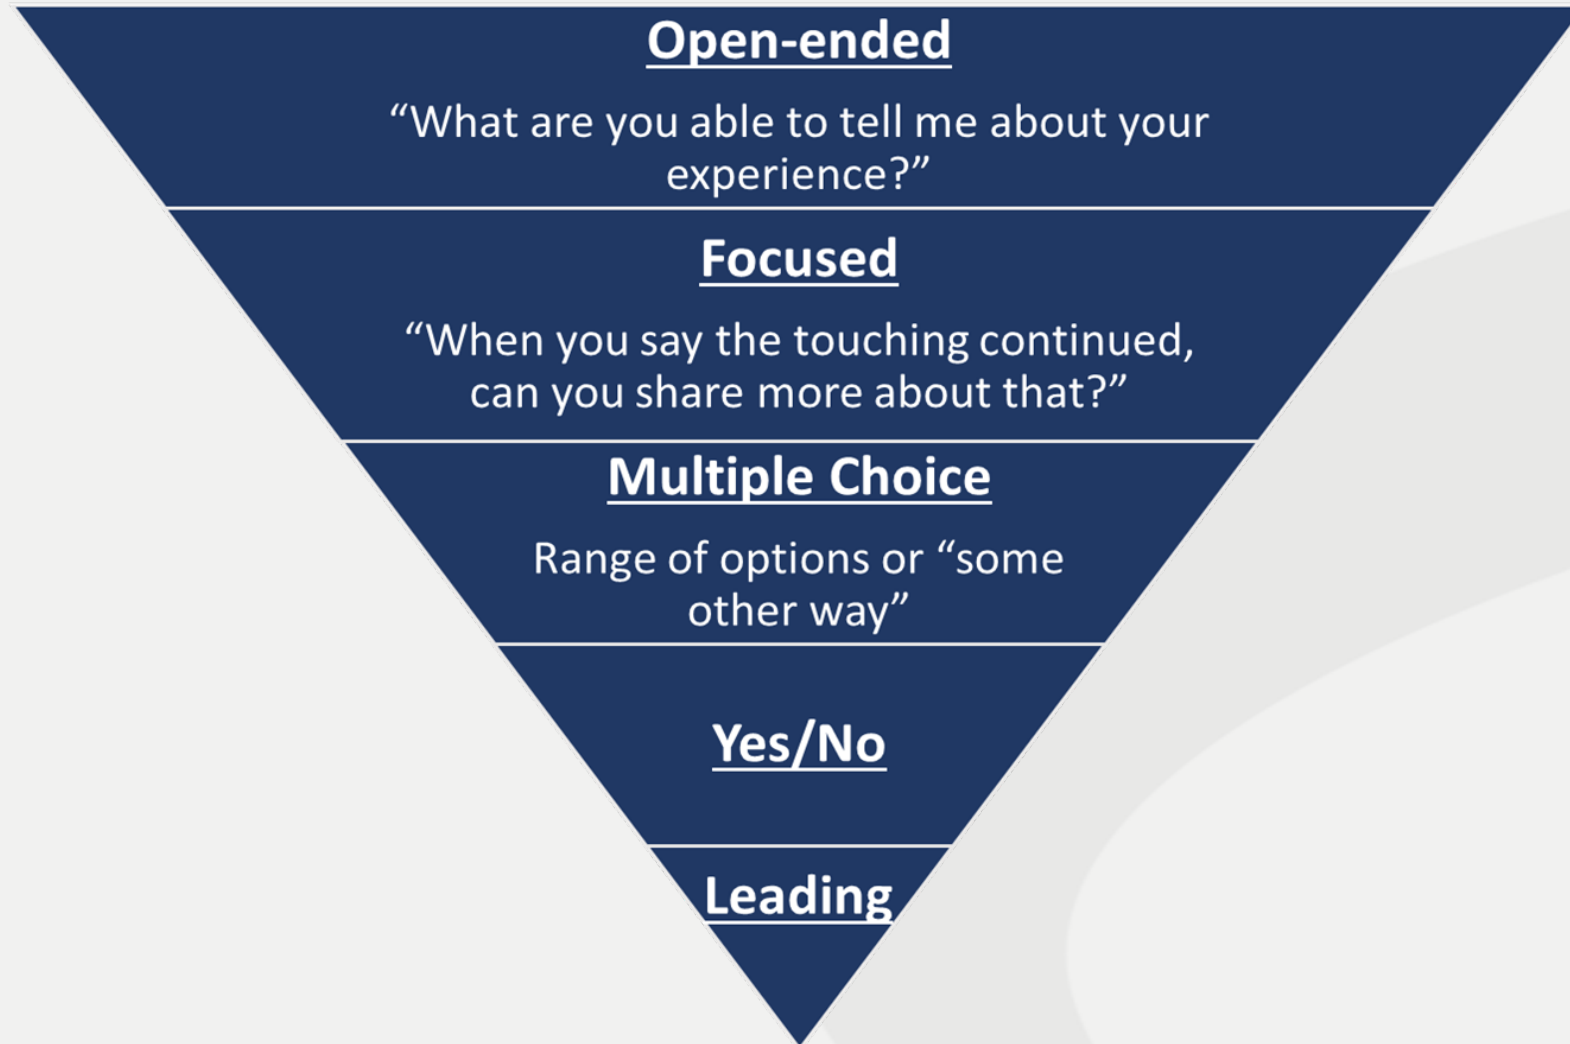 Open-ended
“What are you able to tell me about your
experience?”
Focused
“When you say the touching continued,
can you share more about that?”
Multiple Choice
Range of options or “some
other way”
Yes/No
Leading